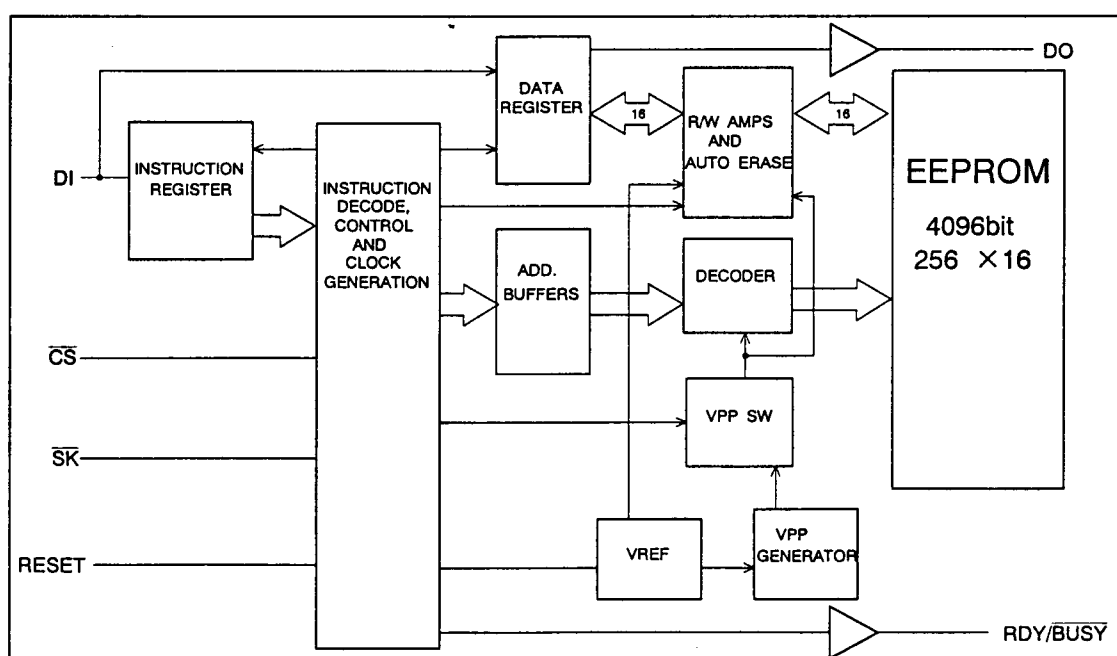 DO
DATA
REGISTER
16
R/W AMPS
AND
AUTO ERASE
16
EEPROM
4096bit
256 ×16
DI
INSTRUCTION
REGISTER
INSTRUCTION
DECODE,
CONTROL
AND
CLOCK
GENERATION
ADD.
BUFFERS
DECODER
CS
VPP SW
SK
RESET
VREF
VPP
GENERATOR
RDY/BUSY